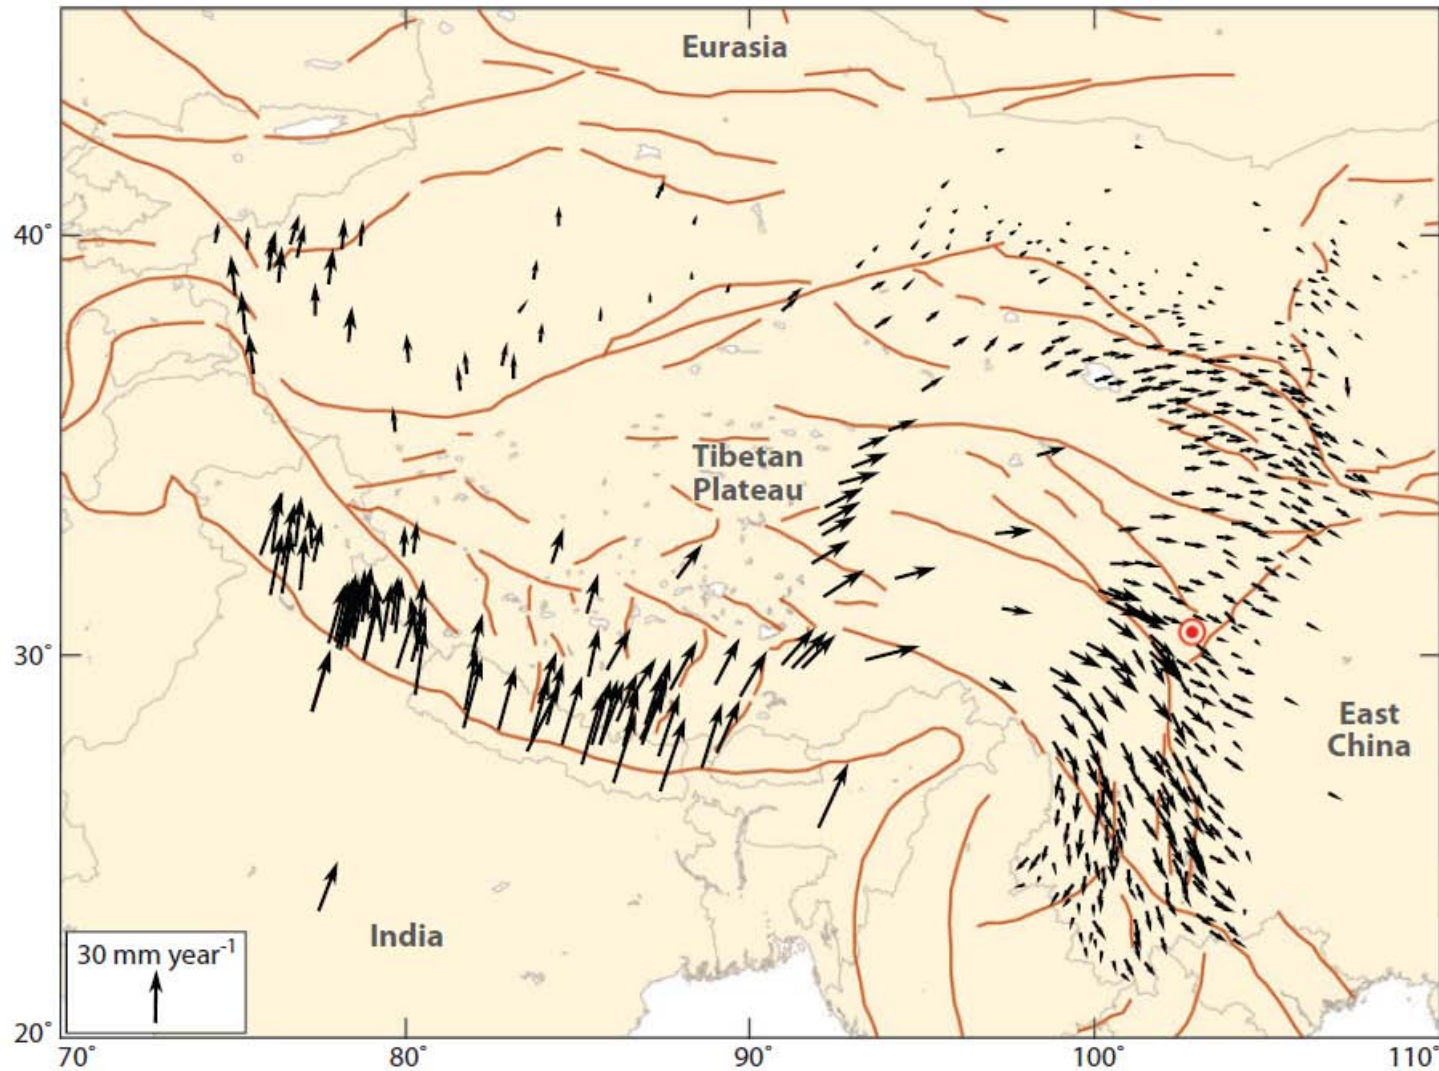 Eurasia
40°
Tibetan
Plateau
30°
East
China
India
30 mm year⁻¹
20°
70°
80°
90°
100°
110°